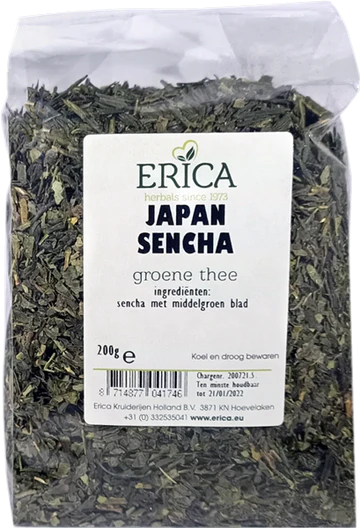 ERICA
herbals since 1973
JAPAN
SENCHA
groene thee
ingrediënten:
sencha met middelgroen blad
200g e
Koel en droog bewaren
Chargenr. 200721.5
Ten minste houdbaar
tot 21/01/2022
8 714877 041746
Erica Kruiderijen Holland B.V. 3871 KN Hoevelaken
+31 (0) 332535041 www.erica.eu